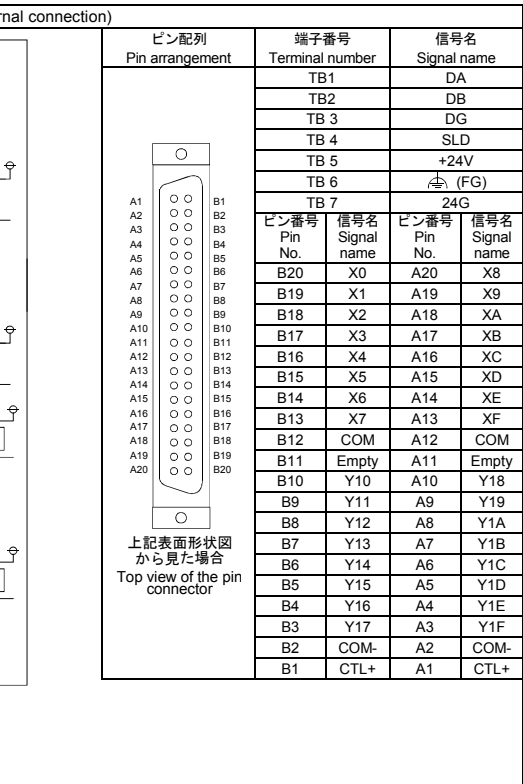 rnal connection)
ピン配列
Pin arrangement
端子番号
Terminal number
信号名
Signal name
TB1 DA
TB2 DB
TB 3 DG
TB 4 SLD
TB 5 +24V
TB 6 (FG)
TB 7 24G
ピン番号 Pin No. 信号名 Signal name ピン番号 Pin No. 信号名 Signal name
B20 X0 A20 X8
B19 X1 A19 X9
B18 X2 A18 XA
B17 X3 A17 XB
B16 X4 A16 XC
B15 X5 A15 XD
B14 X6 A14 XE
B13 X7 A13 XF
B12 COM A12 COM
B11 Empty A11 Empty
B10 Y10 A10 Y18
B9 Y11 A9 Y19
B8 Y12 A8 Y1A
B7 Y13 A7 Y1B
B6 Y14 A6 Y1C
B5 Y15 A5 Y1D
B4 Y16 A4 Y1E
B3 Y17 A3 Y1F
B2 COM- A2 COM-
B1 CTL+ A1 CTL+
A1 B1
A2 B2
A3 B3
A4 B4
A5 B5
A6 B6
A7 B7
A8 B8
A9 B9
A10 B10
A11 B11
A12 B12
A13 B13
A14 B14
A15 B15
A16 B16
A17 B17
A18 B18
A19 B19
A20 B20
上記表面形状図
から見た場合
Top view of the pin
connector